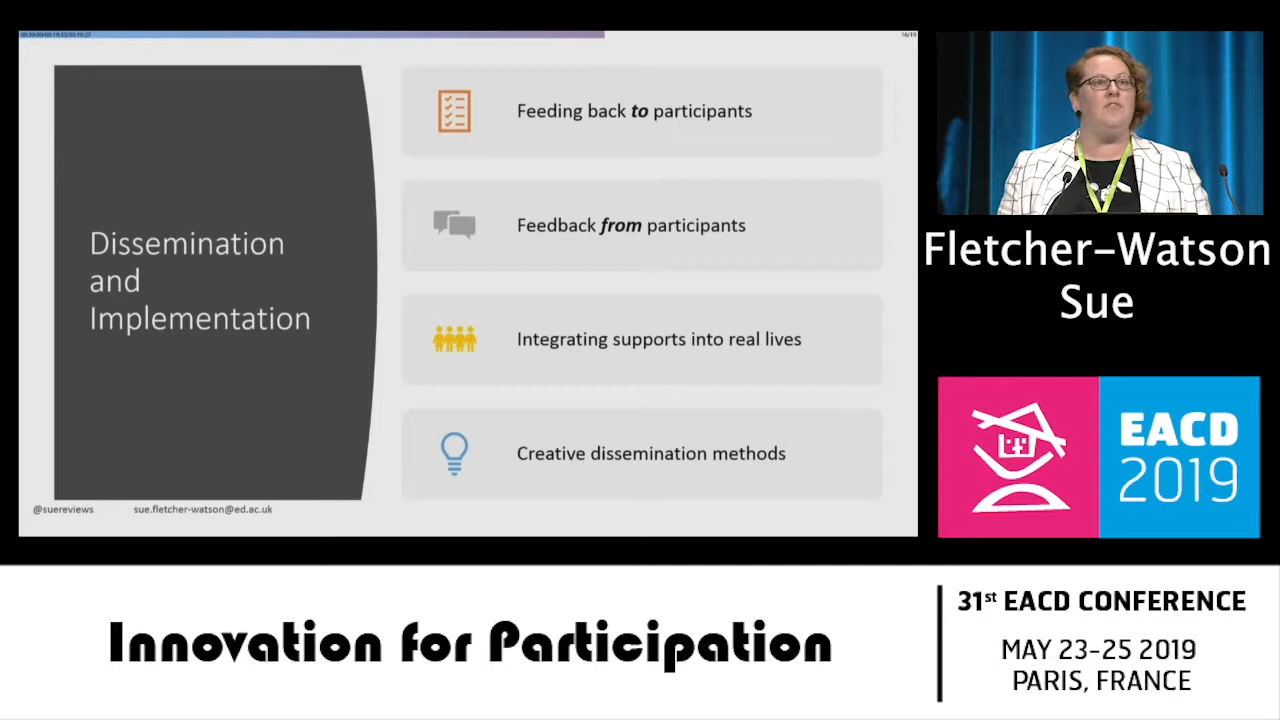 16/19
Dissemination
and
Implementation
Feeding back to participants
Feedback from participants
Integrating supports into real lives
Creative dissemination methods
@suereviews
sue.fletcher-watson@ed.ac.uk
Fletcher-Watson
Sue
EACD
2019
Innovation for Participation
31st EACD CONFERENCE
MAY 23-25 2019
PARIS, FRANCE